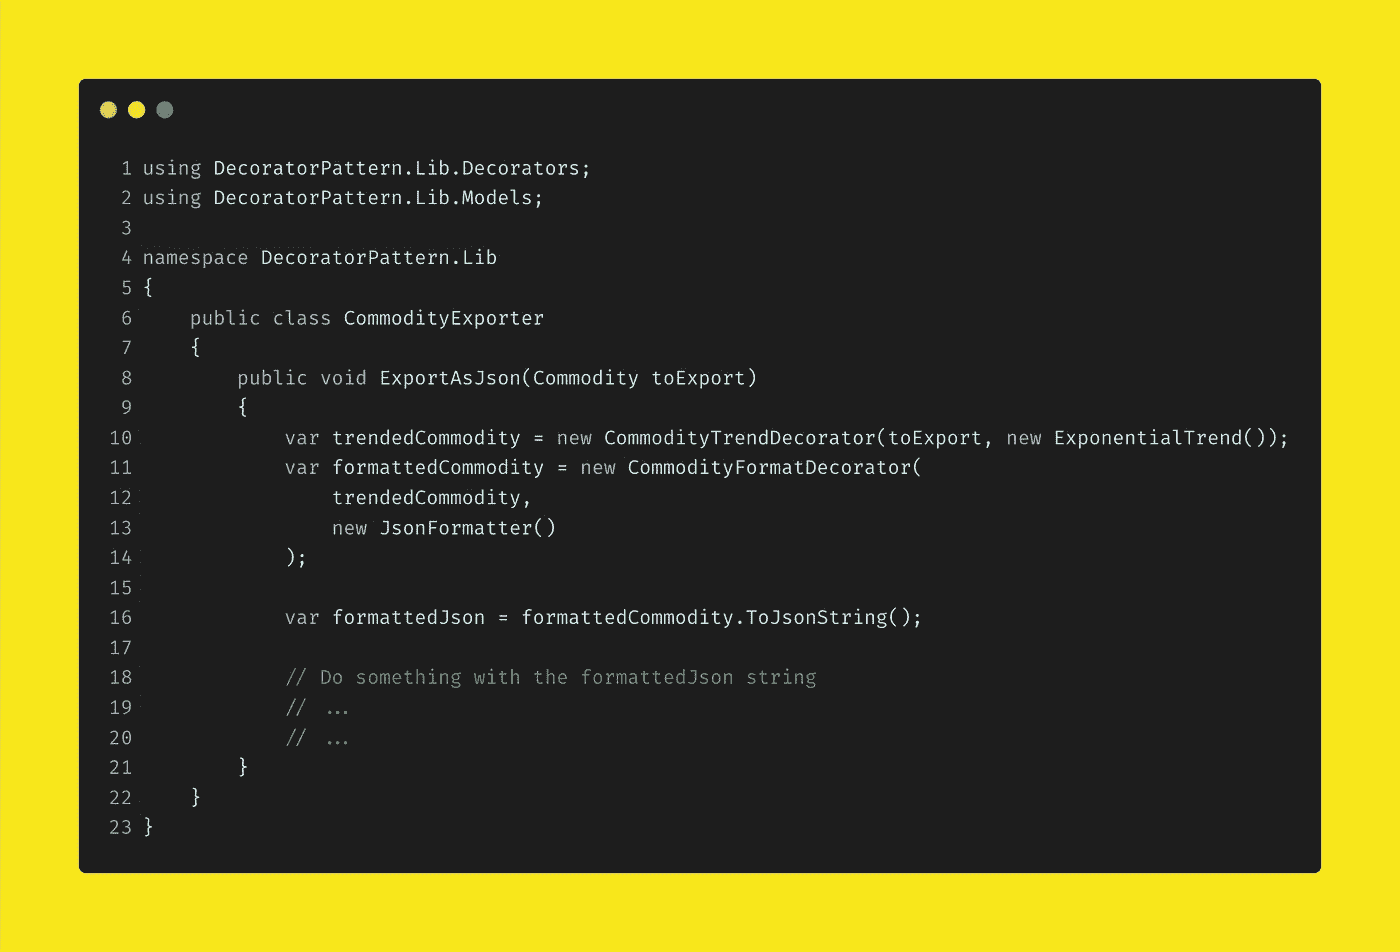 1 using DecoratorPattern.Lib.Decorators;
2 using DecoratorPattern.Lib.Models;
3
4 namespace DecoratorPattern.Lib
5 {
6     public class CommodityExporter
7     {
8         public void ExportAsJson(Commodity toExport)
9         {
10             var trendedCommodity = new CommodityTrendDecorator(toExport, new ExponentialTrend());
11             var formattedCommodity = new CommodityFormatDecorator(
12                 trendedCommodity,
13                 new JsonFormatter()
14             );
15
16             var formattedJson = formattedCommodity.ToJsonString();
17
18             // Do something with the formattedJson string
19             // ...
20             // ...
21         }
22     }
23 }